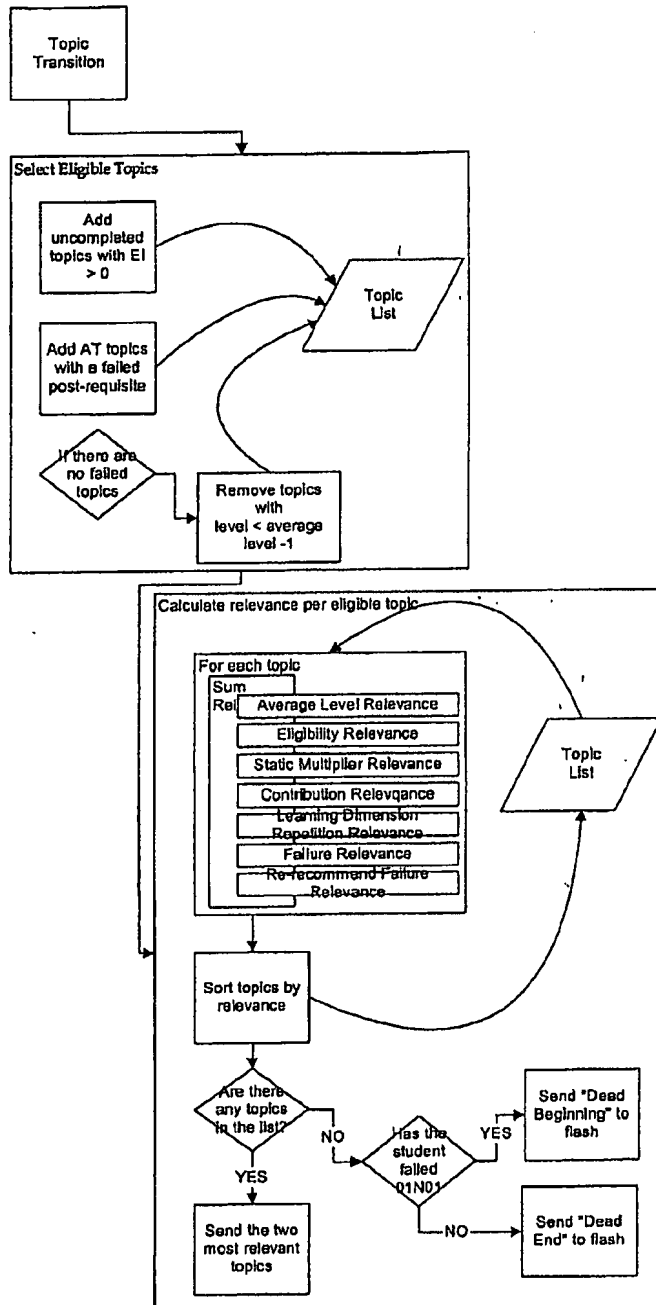 Topic
Transition
Select Eligible Topics
Add
uncompleted
topics with EI
> 0
Topic
List
Add AT topics
with a failed
post-requisite
If there are
no failed
topics
Remove topics
with
level < average
level -1
Calculate relevance per eligible topic
For each topic
Sum
Rel
Average Level Relevance
Eligibility Relevance
Static Multiplier Relevance
Contribution Relevqance
Learning Dimension
Repetition Relevance
Failure Relevance
Re-recommend Failure
Relevance
Topic
List
Sort topics by
relevance
Are there
any topics
in the list?
NO
Has the
student
failed
01N01
YES
Send "Dead
Beginning" to
flash
YES
NO
Send the two
most relevant
topics
Send "Dead
End" to flash